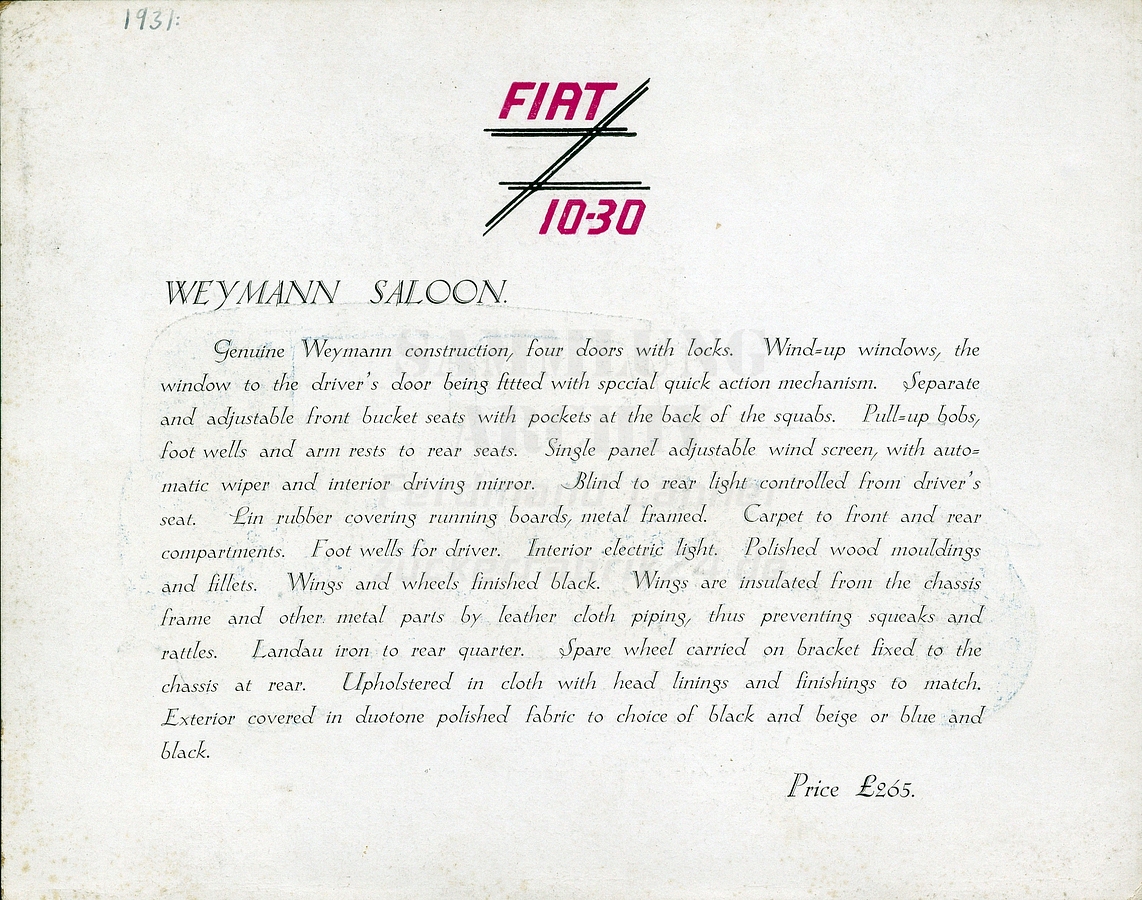 1931:
FIAT
10-30
WEYMANN SALOON.
Genuine Weymann construction, four doors with locks. Wind=up windows, the
window to the driver's door being fitted with special quick action mechanism. Separate
and adjustable front bucket seats with pockets at the back of the squabs. Pull=up bobs,
foot wells and arm rests to rear seats. Single panel adjustable wind screen, with auto=
matic wiper and interior driving mirror. Blind to rear light controlled from driver's
seat. Lin rubber covering running boards, metal framed. Carpet to front and rear
compartments. Foot wells for driver. Interior electric light. Polished wood mouldings
and fillets. Wings and wheels finished black. Wings are insulated from the chassis
frame and other metal parts by leather cloth piping, thus preventing squeaks and
rattles. Landau iron to rear quarter. Spare wheel carried on bracket fixed to the
chassis at rear. Upholstered in cloth with head linings and finishings to match.
Exterior covered in duotone polished fabric to choice of black and beige or blue and
black.
Price £265.
SAMMLUNG